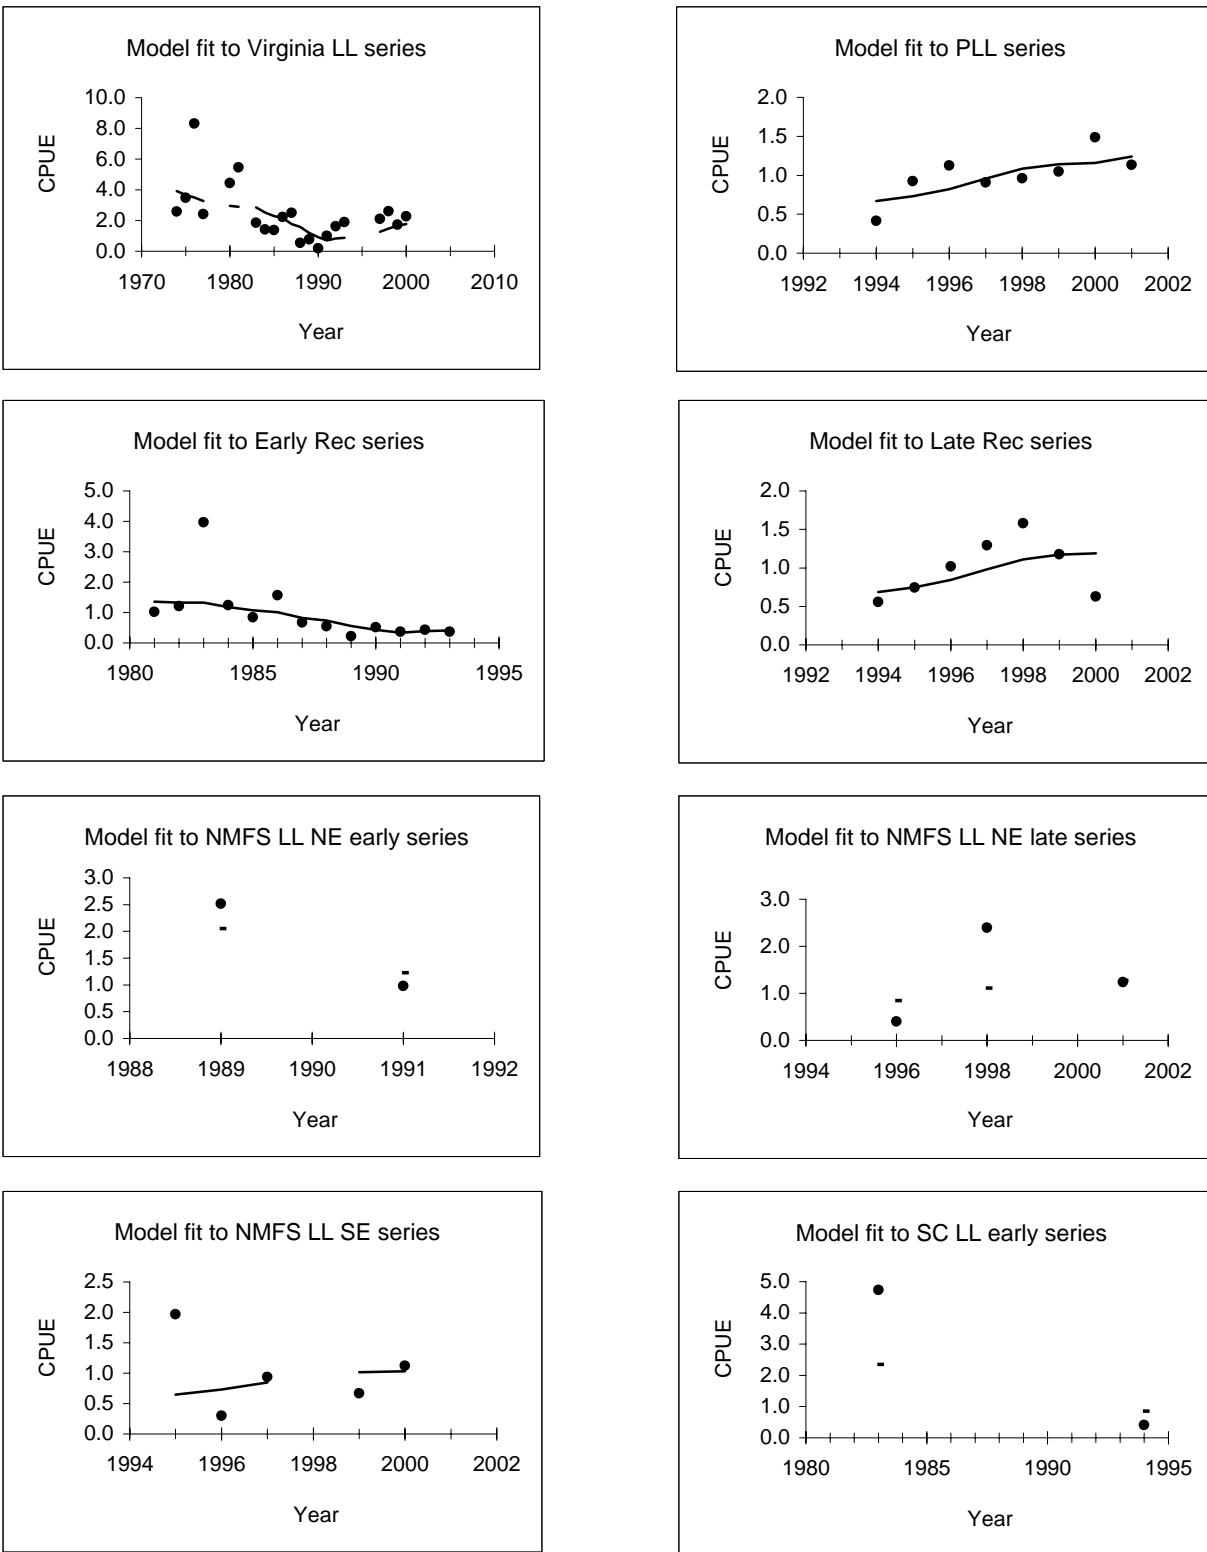 Model fit to Virginia LL series
10.0
8.0
6.0
4.0
2.0
0.0
CPUE
1970 1980 1990 2000 2010
Year
Model fit to PLL series
2.0
1.5
1.0
0.5
0.0
CPUE
1992 1994 1996 1998 2000 2002
Year
Model fit to Early Rec series
5.0
4.0
3.0
2.0
1.0
0.0
CPUE
1980 1985 1990 1995
Year
Model fit to Late Rec series
2.0
1.5
1.0
0.5
0.0
CPUE
1992 1994 1996 1998 2000 2002
Year
Model fit to NMFS LL NE early series
3.0
2.5
2.0
1.5
1.0
0.5
0.0
CPUE
1988 1989 1990 1991 1992
Year
Model fit to NMFS LL NE late series
3.0
2.0
1.0
0.0
CPUE
1994 1996 1998 2000 2002
Year
Model fit to NMFS LL SE series
2.5
2.0
1.5
1.0
0.5
0.0
CPUE
1994 1996 1998 2000 2002
Year
Model fit to SC LL early series
5.0
4.0
3.0
2.0
1.0
0.0
CPUE
1980 1985 1990 1995
Year